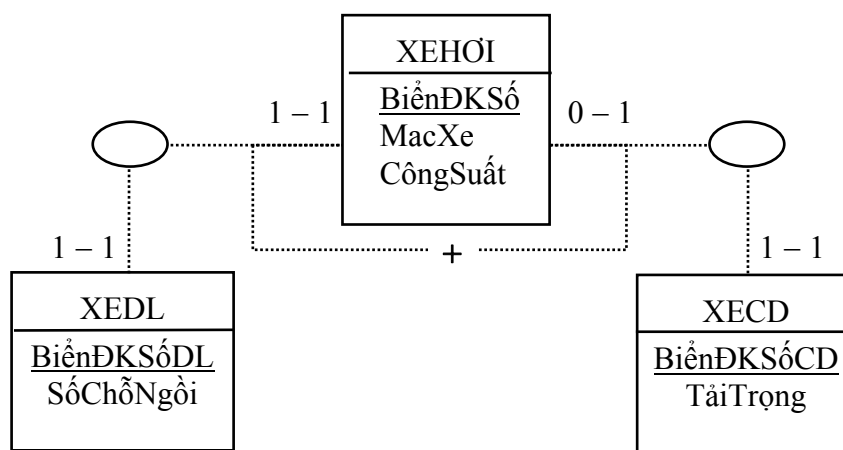 XEHƠI
BiểnĐKSố
MacXe
CôngSuất
1 – 1
0 – 1
+
1 – 1
1 – 1
XEDL
BiểnĐKSốDL
SốChỗNgồi
XECD
BiểnĐKSốCD
TảiTrọng